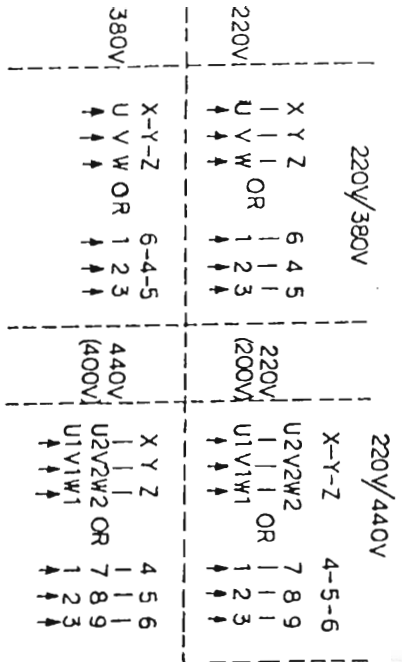 220V/380V
220V
X Y Z 6 4 5
U V W OR 1 2 3
380V
X-Y-Z 6-4-5
U V W OR 1 2 3
220V/440V
220V
(200V)
X-Y-Z 4-5-6
U2V2W2 7 8 9
OR
U1V1W1 1 2 3
440V
(400V)
X Y Z 4 5 6
U2V2W2 OR 7 8 9
U1V1W1 1 2 3